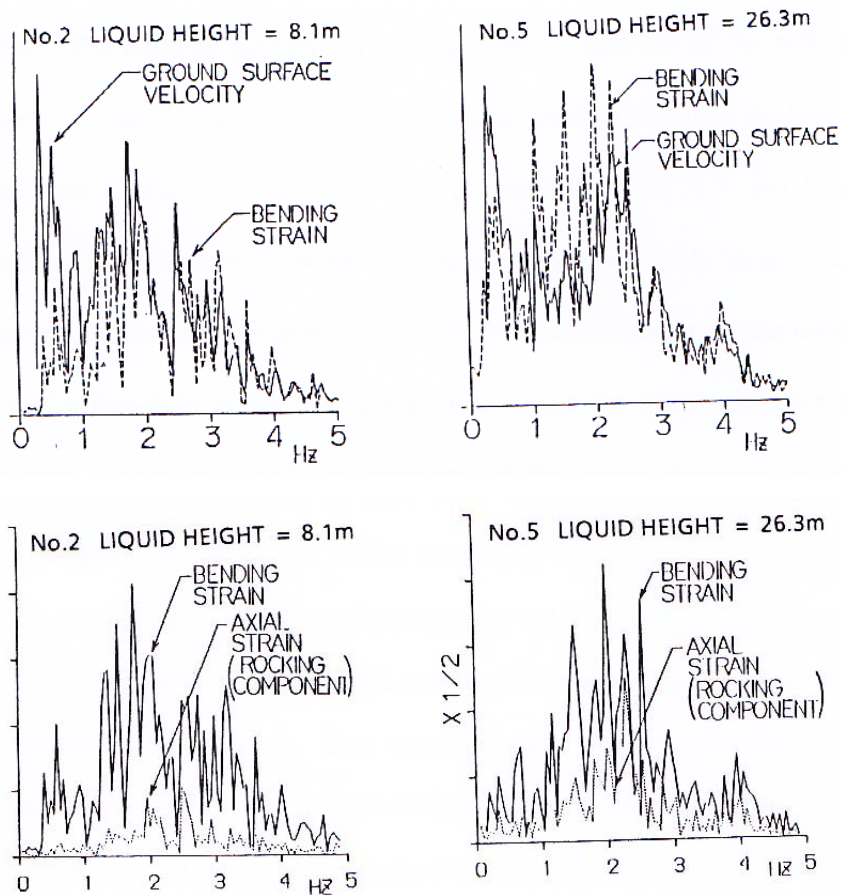 No.2 LIQUID HEIGHT = 8.1m
GROUND SURFACE
VELOCITY
BENDING
STRAIN
0 1 2 3 4 5
Hz
No.5 LIQUID HEIGHT = 26.3m
BENDING
STRAIN
GROUND SURFACE
VELOCITY
0 1 2 3 4 5
Hz
No.2 LIQUID HEIGHT = 8.1m
BENDING
STRAIN
AXIAL
STRAIN
(ROCKING
COMPONENT)
0 1 2 3 4 5
Hz
No.5 LIQUID HEIGHT = 26.3m
X 1/2
BENDING
STRAIN
AXIAL
STRAIN
(ROCKING
COMPONENT)
0 1 2 3 4 5
Hz